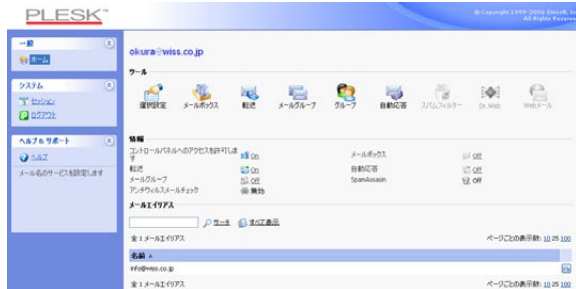 PLESK™
© Copyright 1999-2006 SWsoft, Inc
All Rights Reserved
一般
ホーム
okura@wiss.co.jp
ツール
システム
セッション
ログアウト
選択設定 メールボックス 転送 メールグループ グループ 自動応答 スパムフィルター Dr.Web Webメール
ヘルプ & サポート
ヘルプ
メール名のサービスを設定します
情報
コントロールパネルへのアクセスを許可します On メールボックス Off
転送 On 自動応答 Off
メールグループ Off SpamAssasin Off
アンチウィルスメールチェック 無効
メールエイリアス
サーチ すべて表示
全 1 メールエイリアス ページごとの表示数: 10 25 100
名前
info@wiss.co.jp
全 1 メールエイリアス ページごとの表示数: 10 25 100